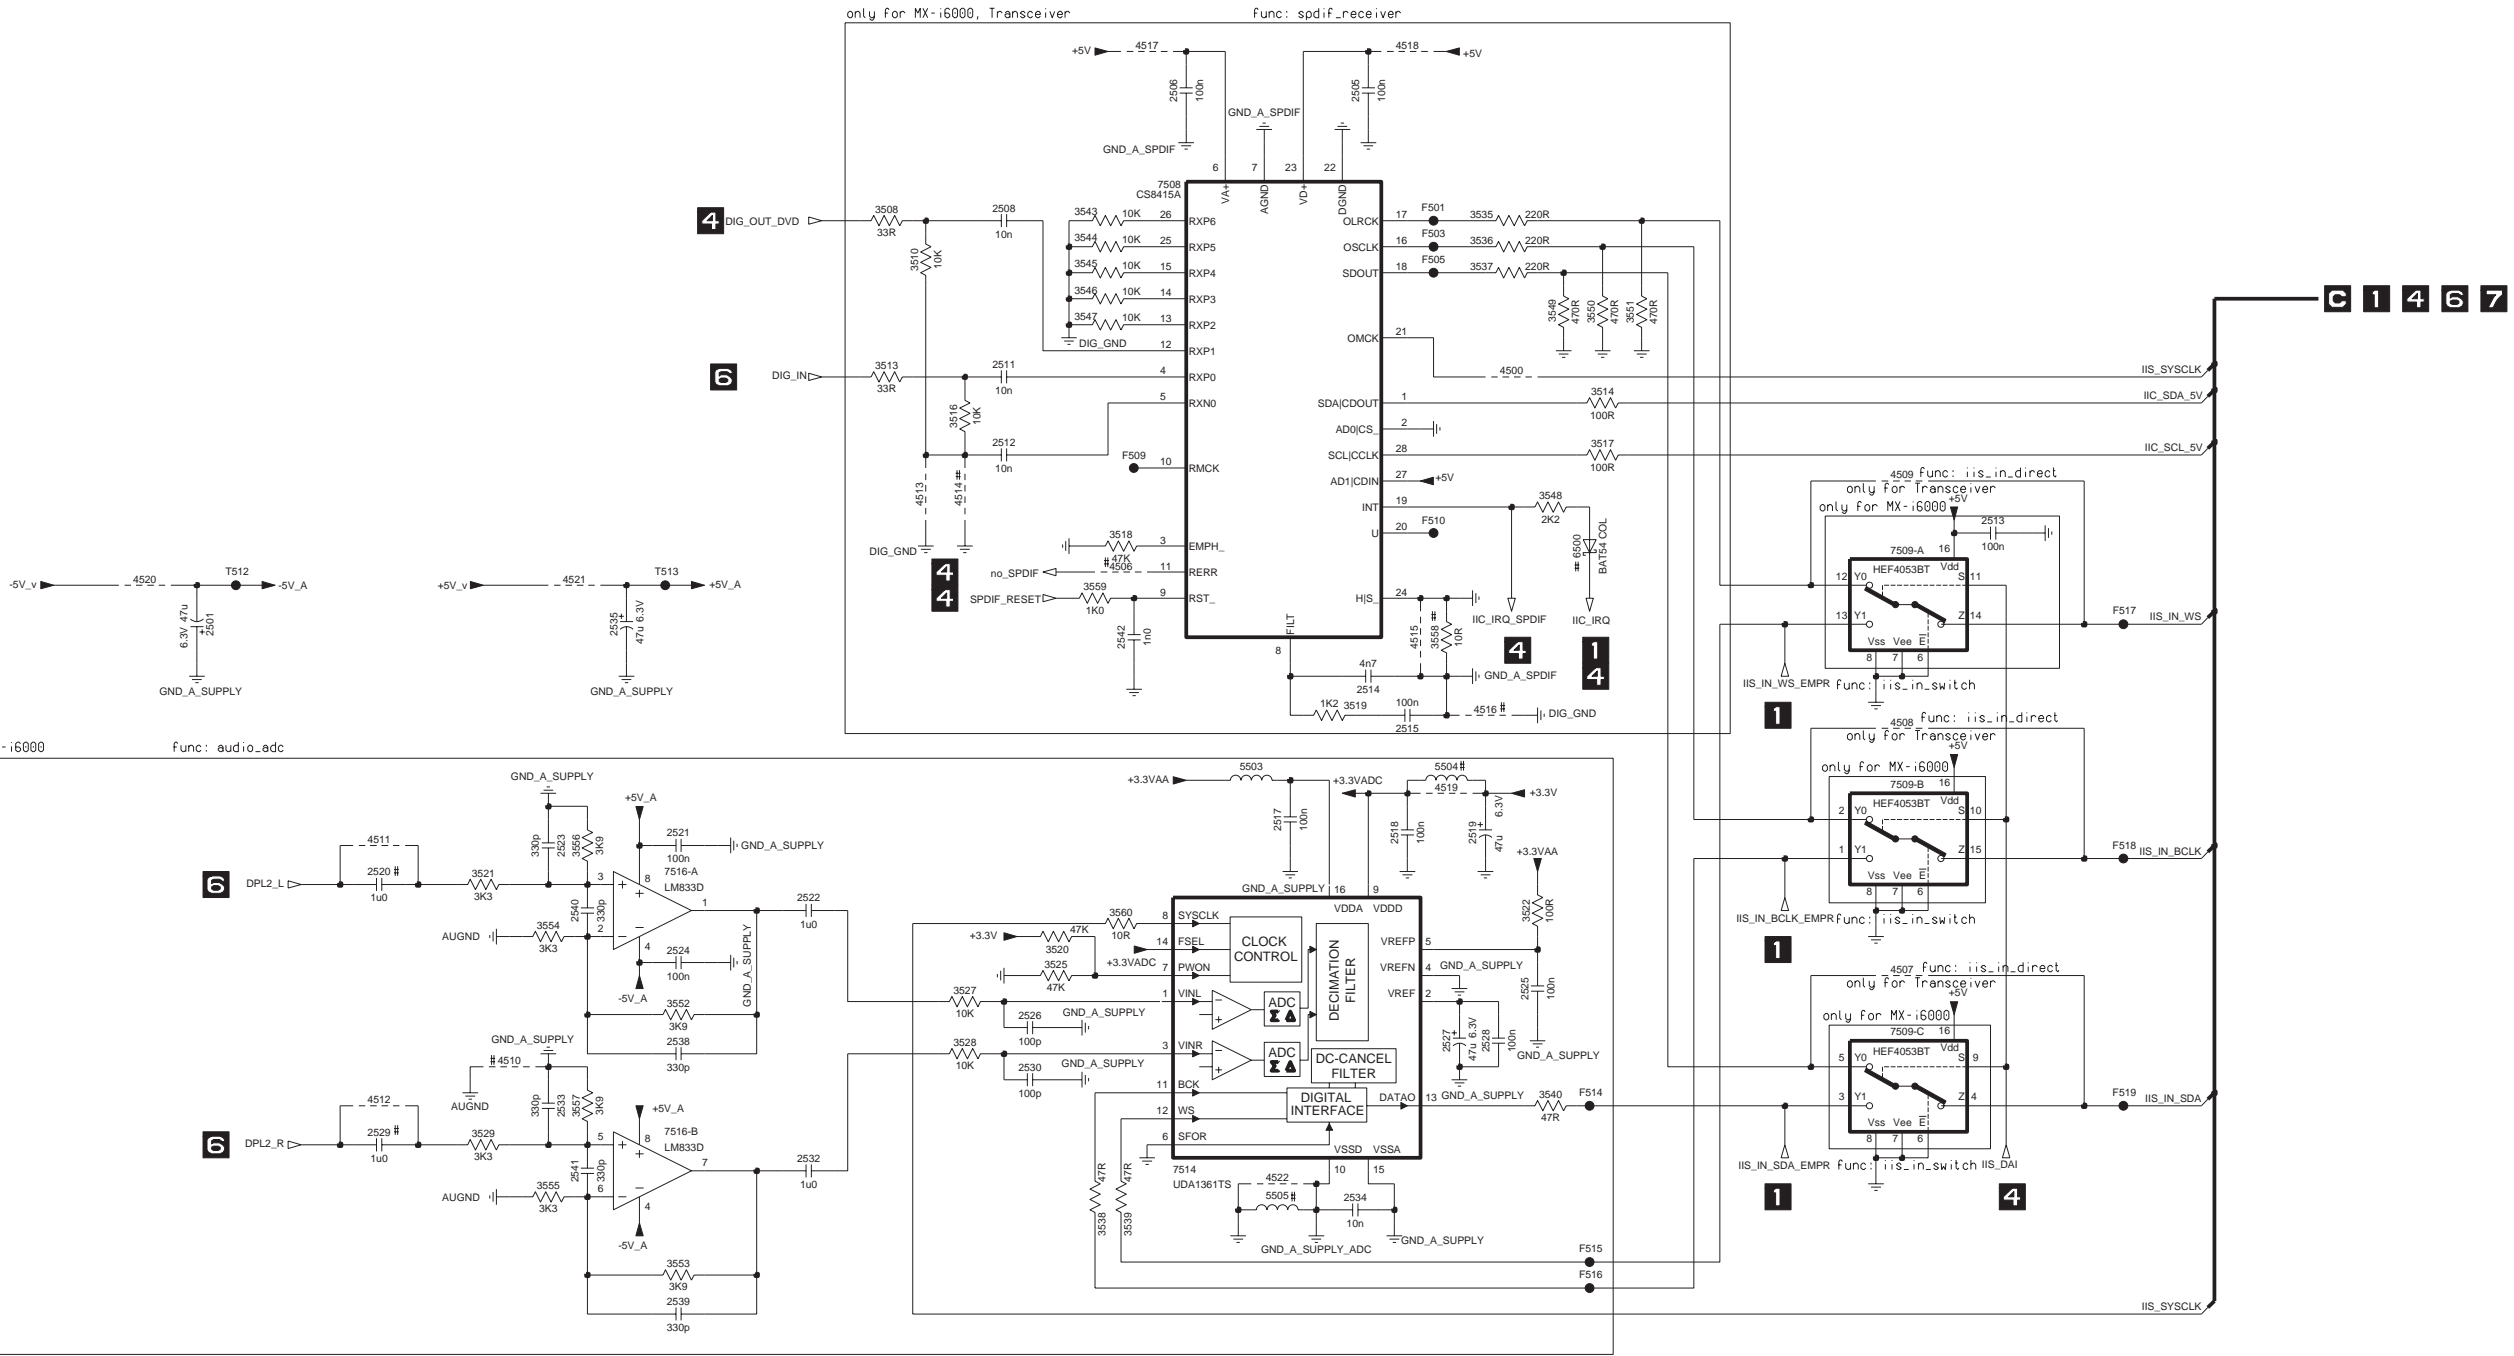 only for MX-i6000, Transceiver func: spdif_receiver
+5V 4517 4518 +5V
2506 100n 2505 100n
GND_A_SPDIF
GND_A_SPDIF
6 7 23 22
7508
CS8415A
VA+ AGND VD+ DGND
4 DIG_OUT_DVD 3508 33R 2508 10n
3510 10K
3543 10K 26 RXP6
3544 10K 25 RXP5
3545 10K 15 RXP4
3546 10K 14 RXP3
3547 10K 13 RXP2
DIG_GND 12 RXP1
6 DIG_IN 3513 33R 2511 10n 4 RXP0
5 RXN0
3516 10K
2512 10n
F509 10 RMCK
4513 4514 #
DIG_GND
4
4
3518 47K 3 EMPH_
no_SPDIF # 4506 11 RERR
SPDIF_RESET 3559 1K0 9 RST_
2542 1n0
FILT 8
OLRCK 17 F501 3535 220R
OSCLK 16 F503 3536 220R
SDOUT 18 F505 3537 220R
3549 470R 3550 470R 3551 470R
OMCK 21
4500 IIS_SYSCLK
SDA|CDOUT 1 3514 100R IIC_SDA_5V
AD0|CS_ 2
SCL|CCLK 28 3517 100R IIC_SCL_5V
AD1|CDIN 27 +5V
INT 19 3548 2K2
U 20 F510
# 6500 BAT54 COL
H|S_ 24
4515 # 3558 10R
IIC_IRQ_SPDIF IIC_IRQ
4 1
4
4n7 2514 GND_A_SPDIF
1K2 3519 100n 2515 4516 # DIG_GND
C 1 4 6 7
-5V_v 4520 T512 -5V_A
6.3V 47u + 2501
GND_A_SUPPLY
+5V_v 4521 T513 +5V_A
2535 + 47u 6.3V
GND_A_SUPPLY
4509 func: iis_in_direct
only for Transceiver
+5V
only for MX-i6000
2513 100n
7509-A 16
HEF4053BT Vdd
12 Y0 S 11
13 Y1 Z 14 F517 IIS_IN_WS
Vss Vee E
8 7 6
IIS_IN_WS_EMPR func: iis_in_switch
1
4508 func: iis_in_direct
only for Transceiver
+5V
only for MX-i6000
7509-B 16
HEF4053BT Vdd
2 Y0 S 10
1 Y1 Z 15 F518 IIS_IN_BCLK
Vss Vee E
8 7 6
IIS_IN_BCLK_EMPR func: iis_in_switch
1
4507 func: iis_in_direct
only for Transceiver
+5V
only for MX-i6000
7509-C 16
HEF4053BT Vdd
5 Y0 S 9
3 Y1 Z 4 F519 IIS_IN_SDA
Vss Vee E
8 7 6
IIS_IN_SDA_EMPR func: iis_in_switch IIS_DAI
1 4
IIS_SYSCLK
-i6000 func: audio_adc
GND_A_SUPPLY
+5V_A
4511
330p 2523 3556 3K9
2521 100n GND_A_SUPPLY
7516-A
LM833D
6 DPL2_L 2520 # 1u0 3521 3K3 3 + + 8
2540 330p
1
AUGND 3554 3K3 2 − − 4
2524 100n
GND_A_SUPPLY
-5V_A
2522 1u0
3552 3K9
2538 330p
GND_A_SUPPLY
# 4510
AUGND
+5V_A
4512
330p 2533 3557 3K9
7516-B
LM833D
6 DPL2_R 2529 # 1u0 3529 3K3 5 + + 8
2541 330p
7
AUGND 3555 3K3 6 − − 4
-5V_A
2532 1u0
3553 3K9
2539 330p
+3.3VAA 5503 +3.3VADC 5504# 4519 +3.3V
2517 100n 2518 100n 2519 + 47u 6.3V
GND_A_SUPPLY 16 9
VDDA VDDD
3560 10R 8 SYSCLK
+3.3V 47K 3520
14 FSEL
+3.3VADC
3525 47K 7 PWON
CLOCK CONTROL
DECIMATION FILTER
3527 10K 1 VINL
2526 100p GND_A_SUPPLY
− + ADC Σ Δ
3528 10K 3 VINR
2530 100p GND_A_SUPPLY
− + ADC Σ Δ
DC-CANCEL FILTER
DIGITAL INTERFACE
11 BCK
12 WS
6 SFOR
VREFP 5
VREFN 4 GND_A_SUPPLY
VREF 2
+3.3VAA
3522 100R
2525 100n
GND_A_SUPPLY
2527 + 47u 6.3V 2528 100n
GND_A_SUPPLY
DATAO 13 3540 47R F514
VSSD VSSA
10 15
7514
UDA1361TS
47R 3538 47R 3539
4522
5505#
2534 10n
GND_A_SUPPLY_ADC GND_A_SUPPLY
F515
F516